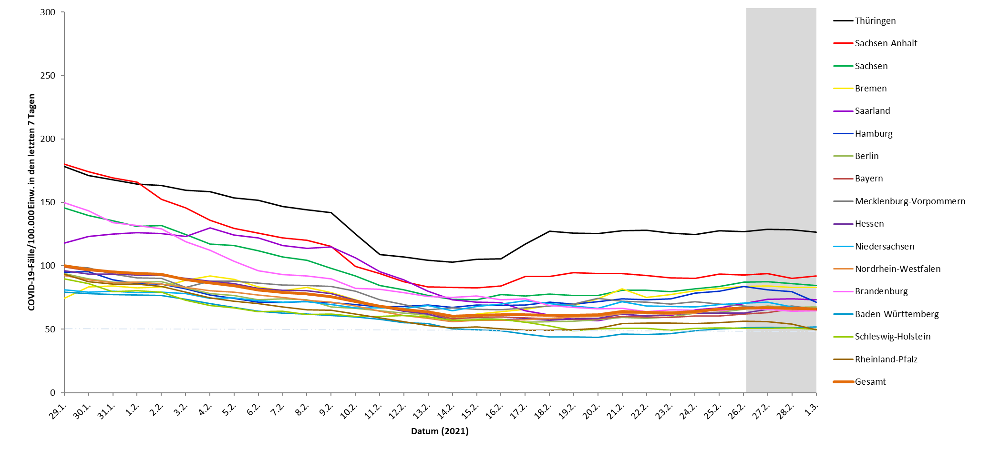 COVID-19-Fälle/100.000Einw. in den letzten 7 Tagen
300
250
200
150
100
50
0
29.1.
30.1.
31.1.
1.2.
2.2.
3.2.
4.2.
5.2.
6.2.
7.2.
8.2.
9.2.
10.2.
11.2.
12.2.
13.2.
14.2.
15.2.
16.2.
17.2.
18.2.
19.2.
20.2.
21.2.
22.2.
23.2.
24.2.
25.2.
26.2.
27.2.
28.2.
1.3.
Datum (2021)
Thüringen
Sachsen-Anhalt
Sachsen
Bremen
Saarland
Hamburg
Berlin
Bayern
Mecklenburg-Vorpommern
Hessen
Niedersachsen
Nordrhein-Westfalen
Brandenburg
Baden-Württemberg
Schleswig-Holstein
Rheinland-Pfalz
Gesamt